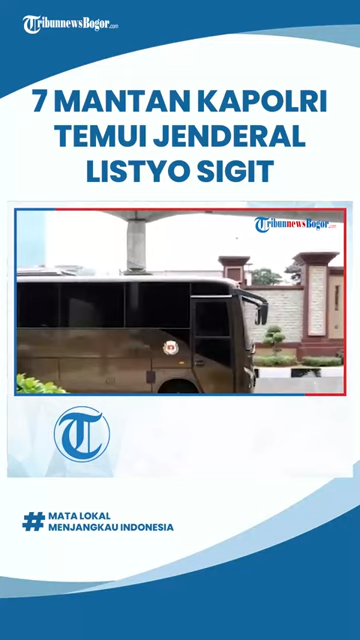 TribunnewsBogor.com
7 MANTAN KAPOLRI
TEMUI JENDERAL
LISTYO SIGIT
TribunnewsBogor.com
T
# MATA LOKAL
MENJANGKAU INDONESIA